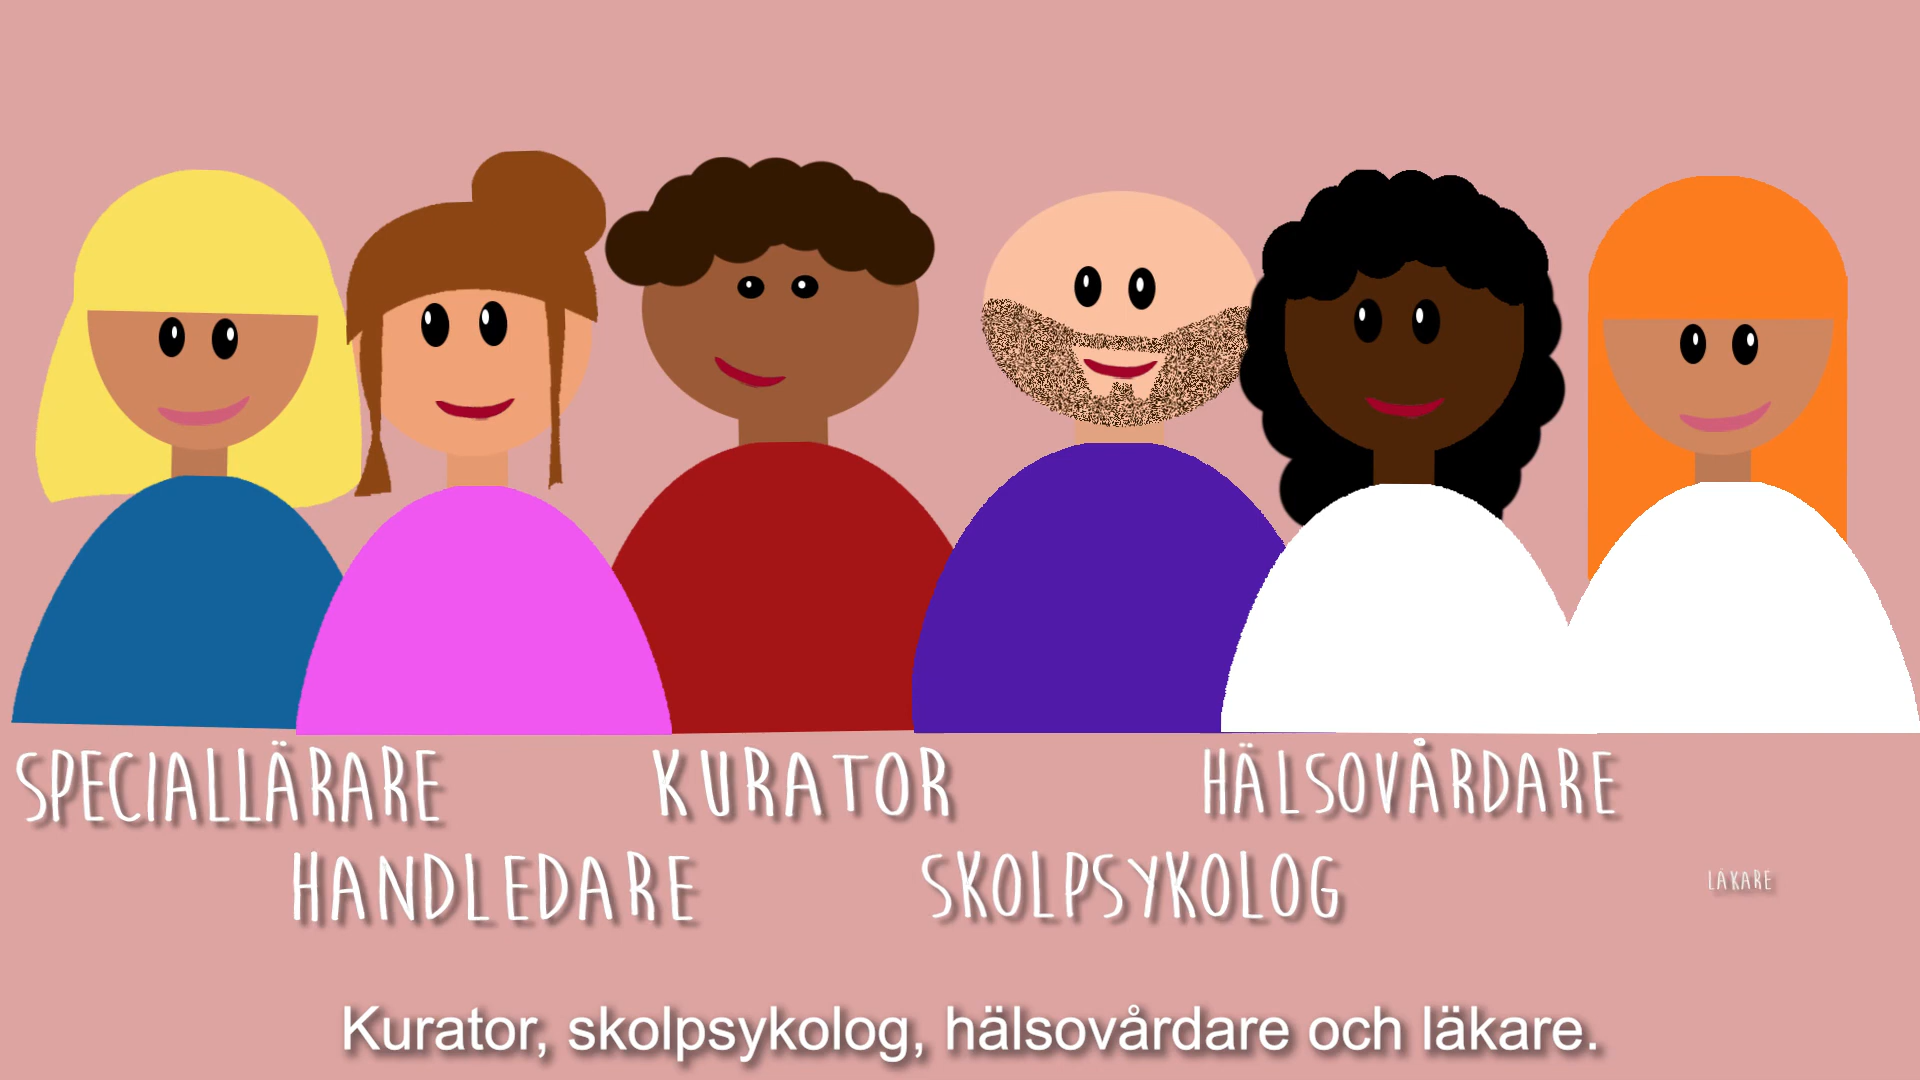 SPECIALLÄRARE
KURATOR
HÄLSOVÅRDARE
HANDLEDARE
SKOLPSYKOLOG
LÄKARE
Kurator, skolpsykolog, hälsovårdare och läkare.